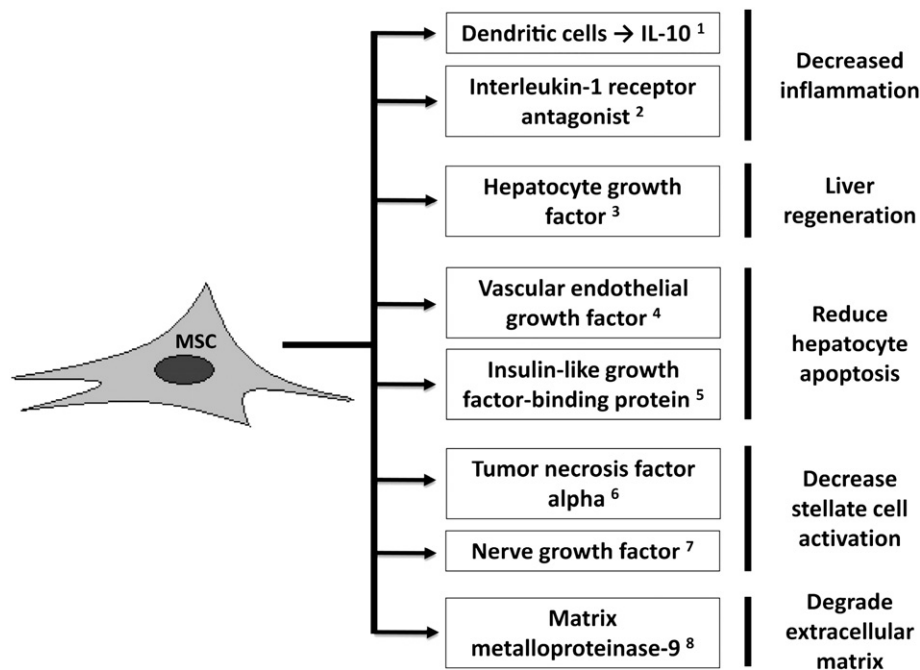 MSC
Dendritic cells → IL-10 1
Interleukin-1 receptor
antagonist 2
Decreased
inflammation
Hepatocyte growth
factor 3
Liver
regeneration
Vascular endothelial
growth factor 4
Insulin-like growth
factor-binding protein 5
Reduce
hepatocyte
apoptosis
Tumor necrosis factor
alpha 6
Nerve growth factor 7
Decrease
stellate cell
activation
Matrix
metalloproteinase-9 8
Degrade
extracellular
matrix